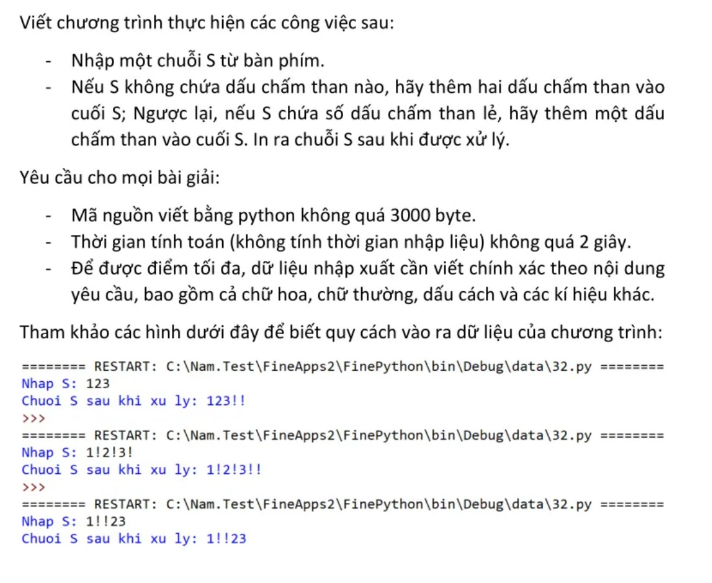 Viết chương trình thực hiện các công việc sau:
- Nhập một chuỗi S từ bàn phím.
- Nếu S không chứa dấu chấm than nào, hãy thêm hai dấu chấm than vào
cuối S; Ngược lại, nếu S chứa số dấu chấm than lẻ, hãy thêm một dấu
chấm than vào cuối S. In ra chuỗi S sau khi được xử lý.
Yêu cầu cho mọi bài giải:
- Mã nguồn viết bằng python không quá 3000 byte.
- Thời gian tính toán (không tính thời gian nhập liệu) không quá 2 giây.
- Để được điểm tối đa, dữ liệu nhập xuất cần viết chính xác theo nội dung
yêu cầu, bao gồm cả chữ hoa, chữ thường, dấu cách và các kí hiệu khác.
Tham khảo các hình dưới đây để biết quy cách vào ra dữ liệu của chương trình:
======== RESTART: C:\Nam.Test\FineApps2\FinePython\bin\Debug\data\32.py ========
Nhap S: 123
Chuoi S sau khi xu ly: 123!!
>>>
======== RESTART: C:\Nam.Test\FineApps2\FinePython\bin\Debug\data\32.py ========
Nhap S: 1!2!3!
Chuoi S sau khi xu ly: 1!2!3!!
>>>
======== RESTART: C:\Nam.Test\FineApps2\FinePython\bin\Debug\data\32.py ========
Nhap S: 1!!23
Chuoi S sau khi xu ly: 1!!23